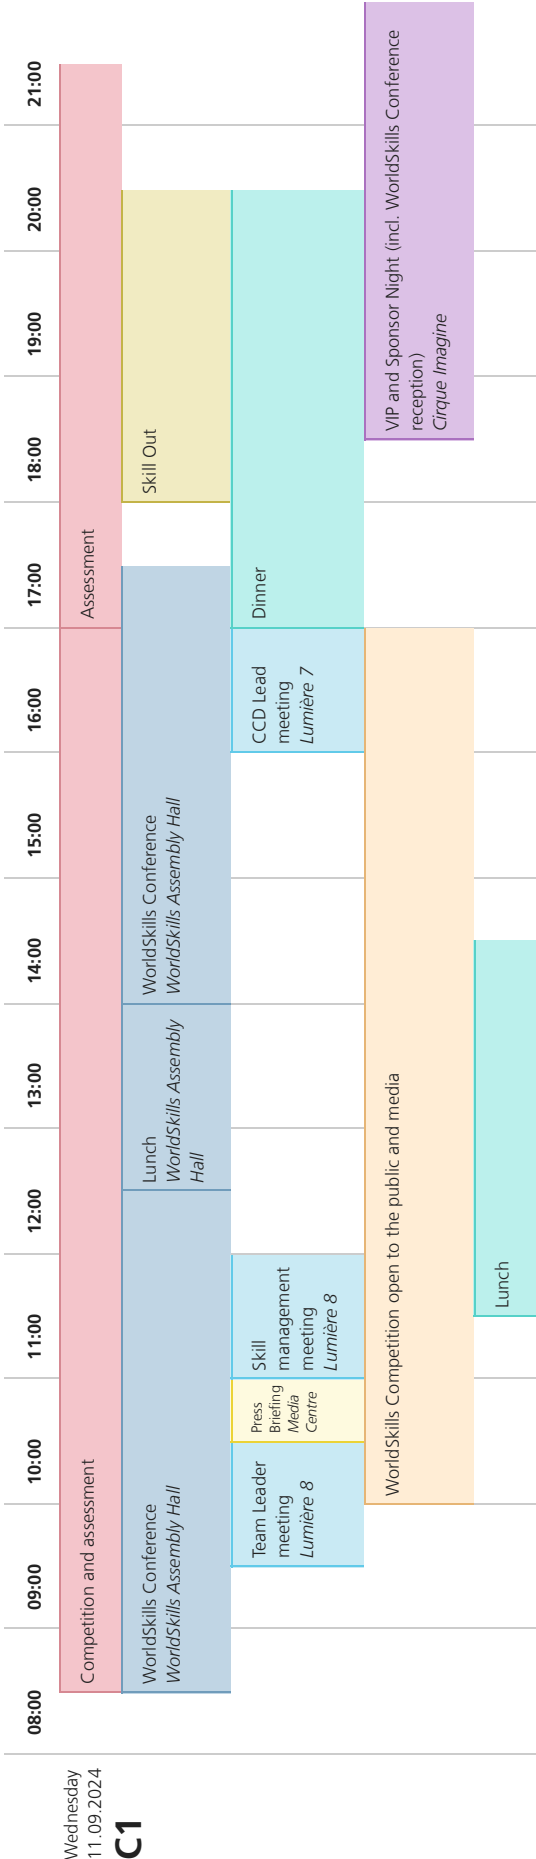 Wednesday
11.09.2024
C1
08:00
09:00
10:00
11:00
12:00
13:00
14:00
15:00
16:00
17:00
18:00
19:00
20:00
21:00
Competition and assessment
Assessment
WorldSkills Conference
WorldSkills Assembly Hall
Lunch
WorldSkills Assembly
Hall
WorldSkills Conference
WorldSkills Assembly Hall
Skill Out
Team Leader
meeting
Lumière 8
Press
Briefing
Media
Centre
Skill
management
meeting
Lumière 8
CCD Lead
meeting
Lumière 7
Dinner
WorldSkills Competition open to the public and media
VIP and Sponsor Night (incl. WorldSkills Conference
reception)
Cirque Imagine
Lunch